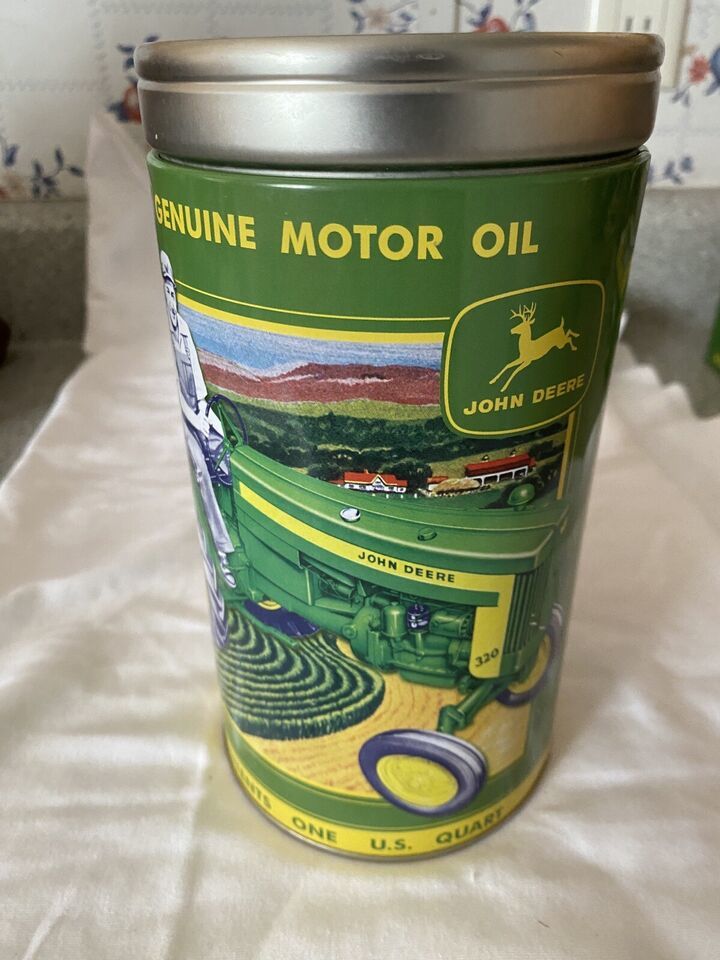 GENUINE MOTOR OIL
JOHN DEERE
JOHN DEERE
320
ONE U.S. QUART